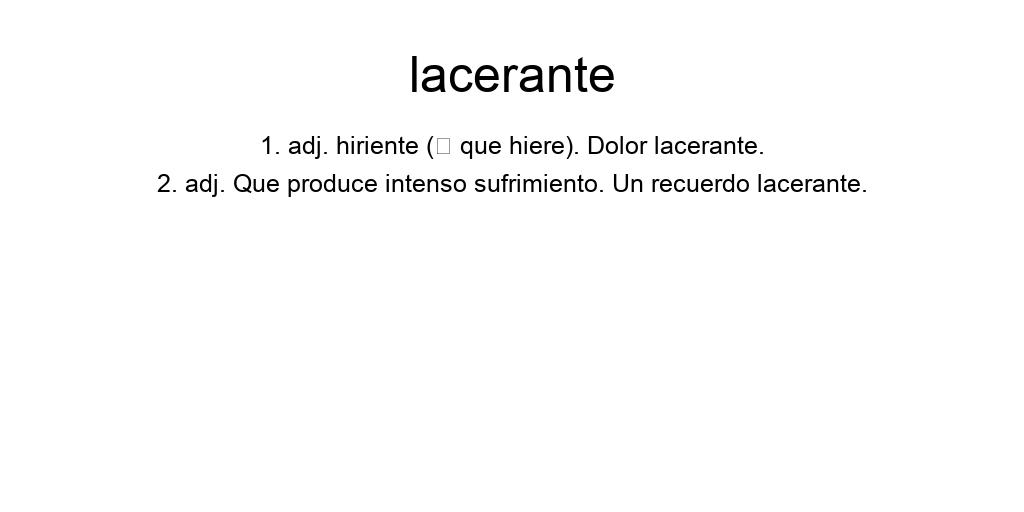 lacerante
1. adj. hiriente (□ que hiere). Dolor lacerante.
2. adj. Que produce intenso sufrimiento. Un recuerdo lacerante.